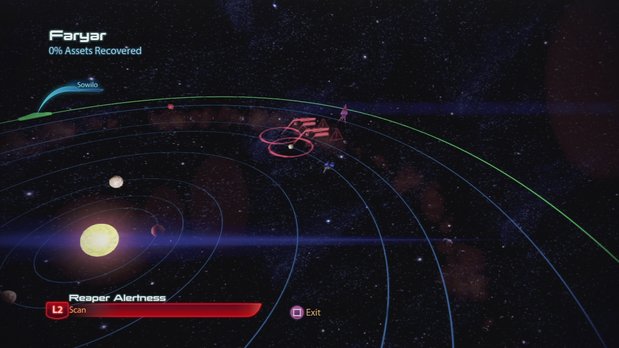 Faryar
0% Assets Recovered
Sowilo
Reaper Alertness
L2 Scan
Exit